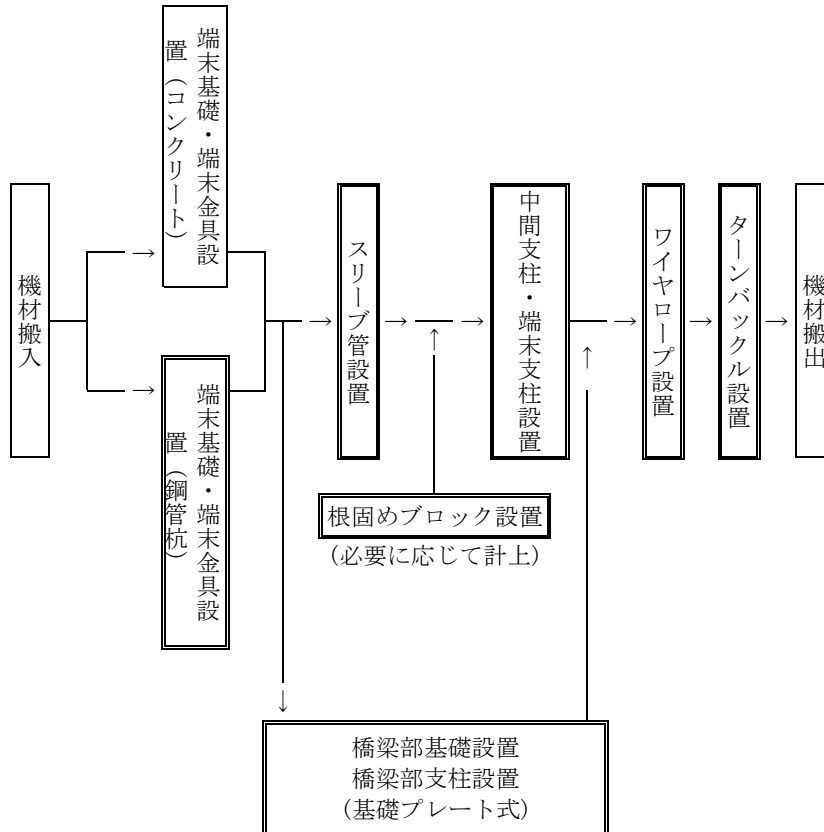 機材搬入
端末基礎・端末金具設
置（コンクリート）
端末基礎・端末金具設
置（鋼管杭）
→
→
→
スリーブ管設置
→
↑
根固めブロック設置
(必要に応じて計上)
→
中間支柱・端末支柱設置
↑
→
ワイヤロープ設置
→
ターンバックル設置
→
機材搬出
↓
橋梁部基礎設置
橋梁部支柱設置
(基礎プレート式)